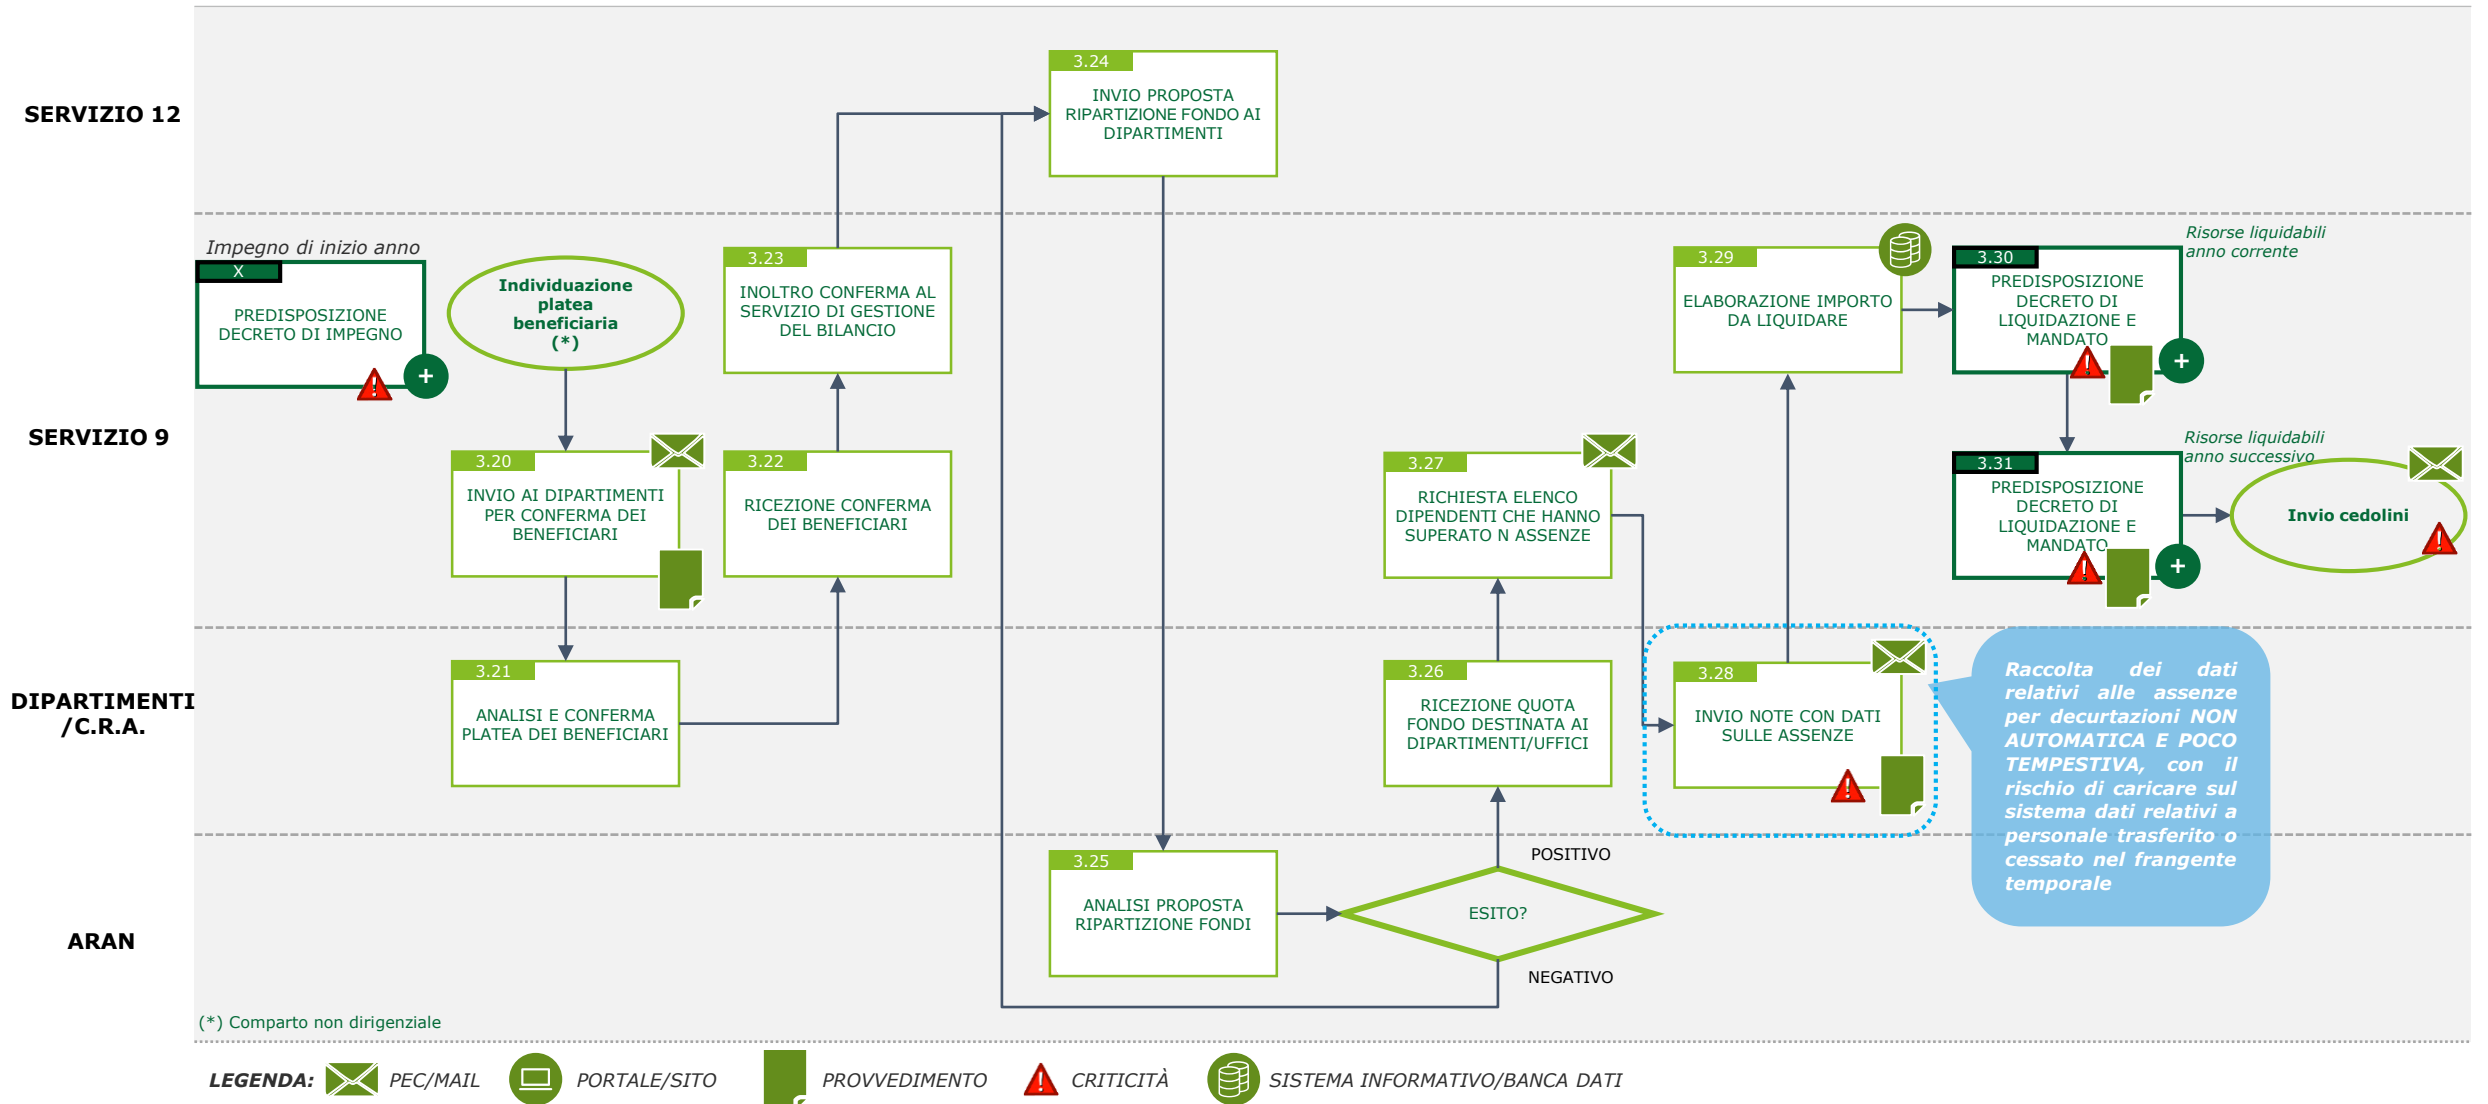 SERVIZIO 12
3.24
INVIO PROPOSTA
RIPARTIZIONE FONDO AI
DIPARTIMENTI
SERVIZIO 9
Impegno di inizio anno
X
PREDISPOSIZIONE
DECRETO DI IMPEGNO
+
Individuazione
platea
beneficiaria
(*)
3.23
INOLTRO CONFERMA AL
SERVIZIO DI GESTIONE
DEL BILANCIO
3.29
ELABORAZIONE IMPORTO
DA LIQUIDARE
Risorse liquidabili
anno corrente
3.30
PREDISPOSIZIONE
DECRETO DI
LIQUIDAZIONE E
MANDATO
+
3.20
INVIO AI DIPARTIMENTI
PER CONFERMA DEI
BENEFICIARI
3.22
RICEZIONE CONFERMA
DEI BENEFICIARI
3.27
RICHIESTA ELENCO
DIPENDENTI CHE HANNO
SUPERATO N ASSENZE
Risorse liquidabili
anno successivo
3.31
PREDISPOSIZIONE
DECRETO DI
LIQUIDAZIONE E
MANDATO
+
Invio cedolini
DIPARTIMENTI
/C.R.A.
3.21
ANALISI E CONFERMA
PLATEA DEI BENEFICIARI
3.26
RICEZIONE QUOTA
FONDO DESTINATA AI
DIPARTIMENTI/UFFICI
3.28
INVIO NOTE CON DATI
SULLE ASSENZE
Raccolta dei dati
relativi alle assenze
per decurtazioni NON
AUTOMATICA E POCO
TEMPESTIVA, con il
rischio di caricare sul
sistema dati relativi a
personale trasferito o
cessato nel frangente
temporale
ARAN
3.25
ANALISI PROPOSTA
RIPARTIZIONE FONDI
ESITO?
POSITIVO
NEGATIVO
(*) Comparto non dirigenziale
LEGENDA: PEC/MAIL PORTALE/SITO PROVVEDIMENTO CRITICITÀ SISTEMA INFORMATIVO/BANCA DATI